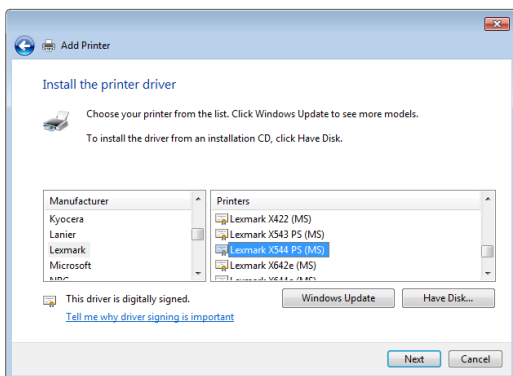 Add Printer
Install the printer driver
Choose your printer from the list. Click Windows Update to see more models.
To install the driver from an installation CD, click Have Disk.
Manufacturer
Kyocera
Lanier
Lexmark
Microsoft
Printers
Lexmark X422 (MS)
Lexmark X543 PS (MS)
Lexmark X544 PS (MS)
Lexmark X642e (MS)
This driver is digitally signed.
Tell me why driver signing is important
Windows Update
Have Disk...
Next
Cancel